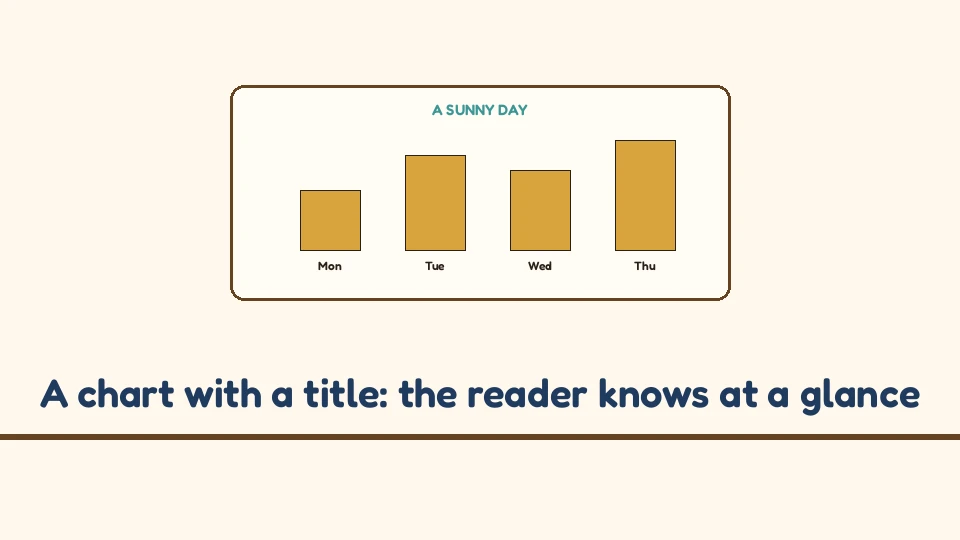 A SUNNY DAY
Mon Tue Wed Thu
A chart with a title: the reader knows at a glance